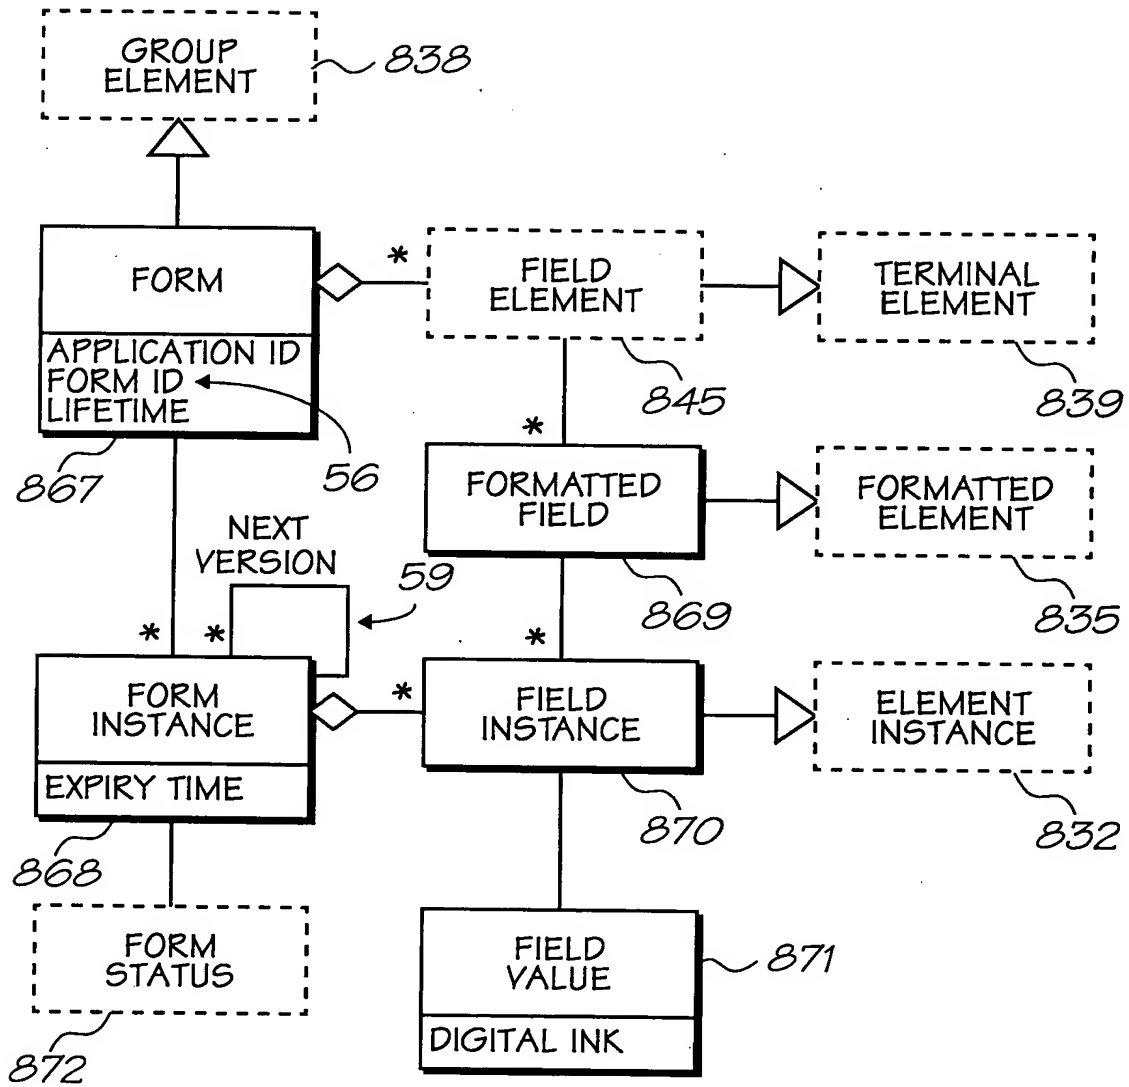 GROUP
ELEMENT
838
FORM
*
FIELD
ELEMENT
TERMINAL
ELEMENT
APPLICATION ID
FORM ID
LIFETIME
845
839
867
56
*
FORMATTED
FIELD
FORMATTED
ELEMENT
NEXT
VERSION
59
869
835
*
*
*
FORM
INSTANCE
*
FIELD
INSTANCE
ELEMENT
INSTANCE
EXPIRY TIME
870
832
868
FORM
STATUS
FIELD
VALUE
871
872
DIGITAL INK